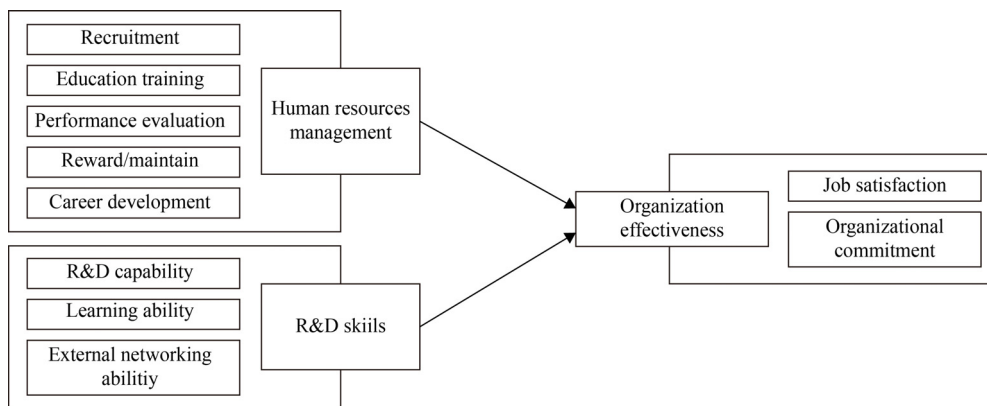 Recruitment
Education training
Performance evaluation
Reward/maintain
Career development
Human resources
management
R&D capability
Learning ability
External networking
abilitiy
R&D skiils
Organization
effectiveness
Job satisfaction
Organizational
commitment